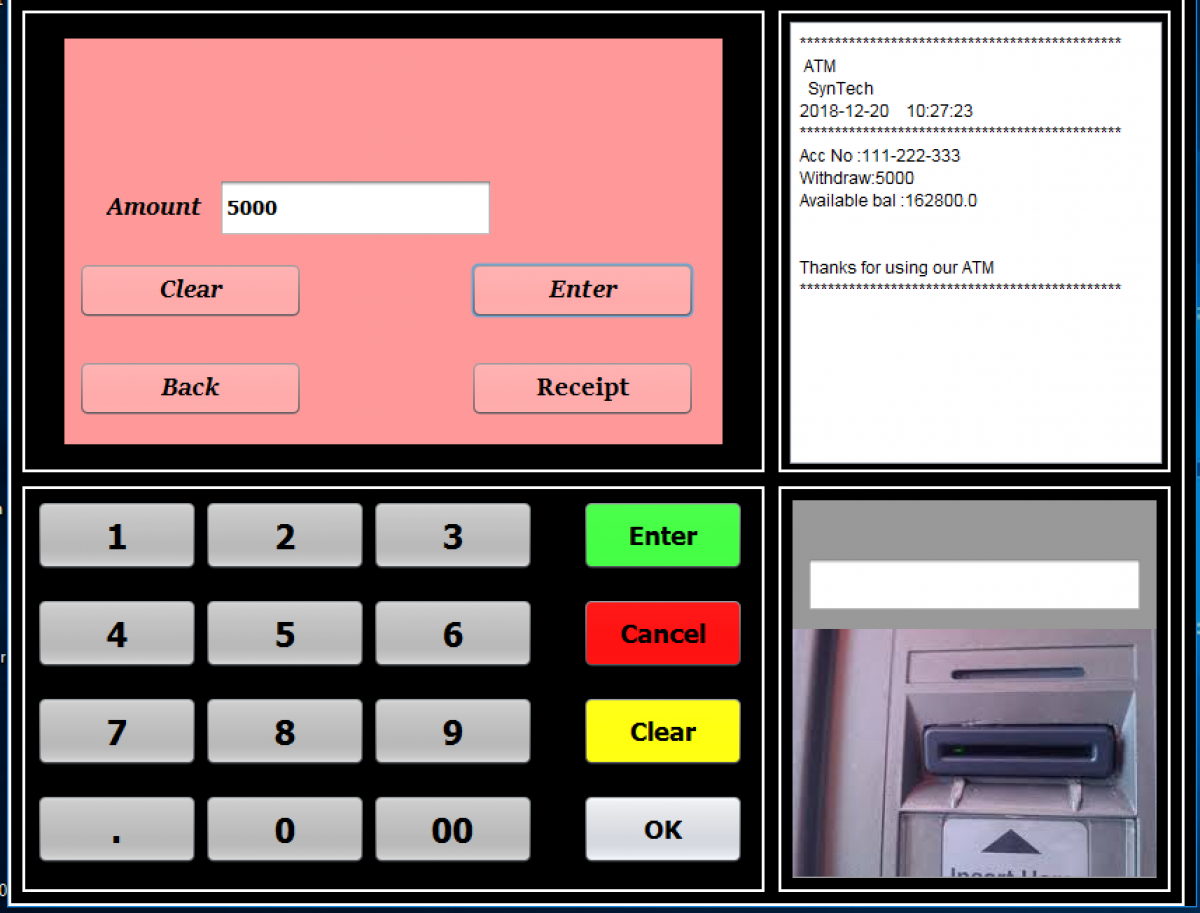 Amount 5000
Clear Enter
Back Receipt
********************************************** 
ATM
SynTech
2018-12-20 10:27:23
**********************************************
Acc No :111-222-333
Withdraw:5000
Available bal :162800.0
Thanks for using our ATM
**********************************************
1 2 3 Enter
4 5 6 Cancel
7 8 9 Clear
. 0 00 OK
Insert